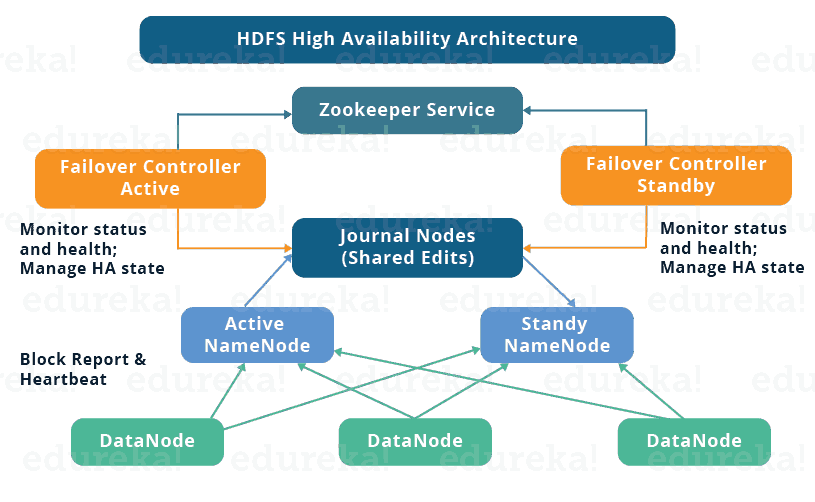 HDFS High Availability Architecture
Zookeeper Service
Failover Controller
Active
Failover Controller
Standby
Monitor status
and health;
Manage HA state
Journal Nodes
(Shared Edits)
Monitor status
and health;
Manage HA state
Active
NameNode
Standy
NameNode
Block Report &
Heartbeat
DataNode
DataNode
DataNode
edureka!